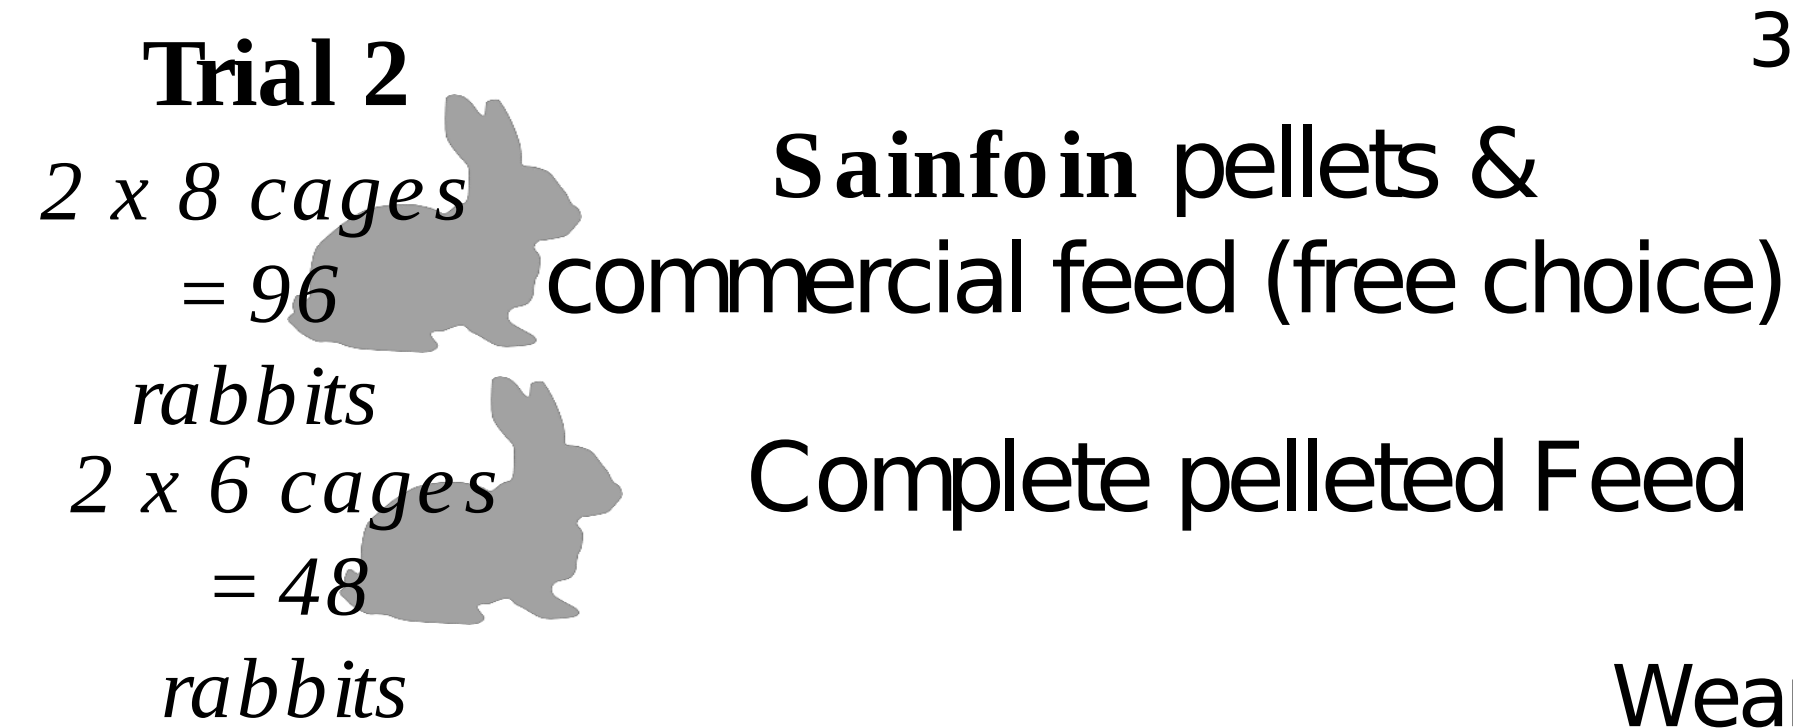 3
Trial 2
Sainfoin pellets &
2 x 8 cages
commercial feed (free choice)
= 96
rabbits
2 x 6 cages
Complete pelleted Feed
= 48
rabbits